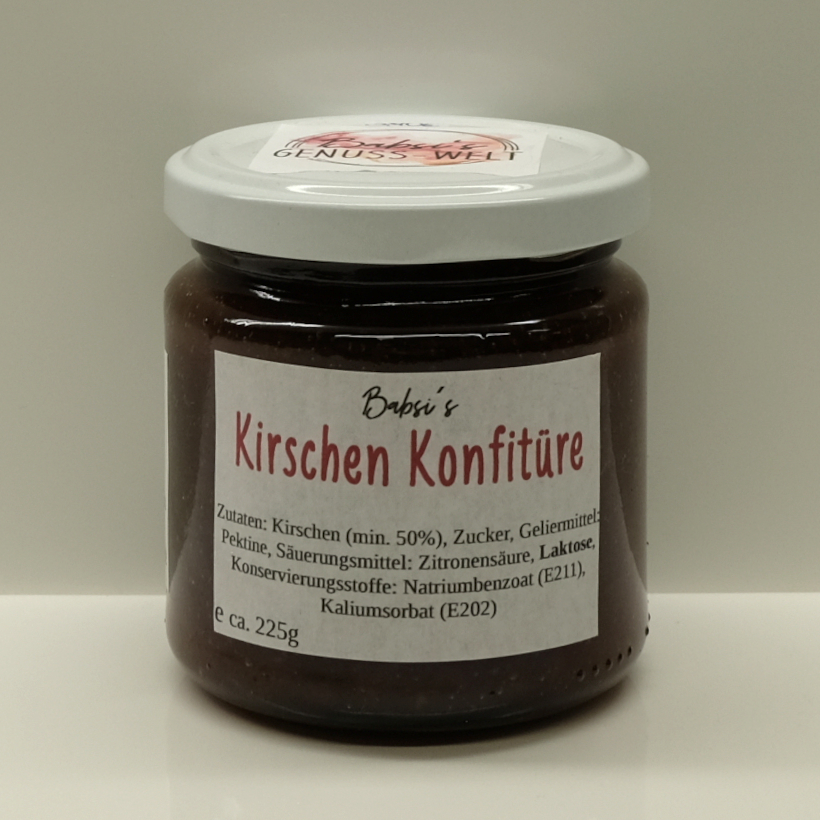 Babsi's
GENUSS-WELT
Babsi´s
Kirschen Konfitüre
Zutaten: Kirschen (min. 50%), Zucker, Geliermittel:
Pektine, Säuerungsmittel: Zitronensäure, Laktose,
Konservierungsstoffe: Natriumbenzoat (E211),
Kaliumsorbat (E202)
e ca. 225g